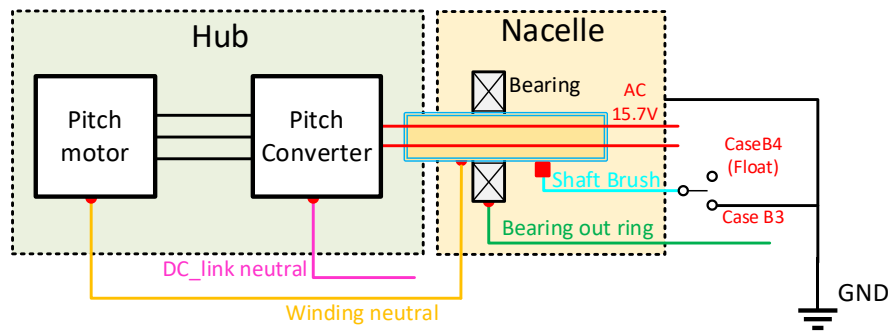 Hub
Nacelle
Pitch
motor
Pitch
Converter
Bearing
AC
15.7V
CaseB4
(Float)
Shaft Brush
Case B3
Bearing out ring
DC_link neutral
Winding neutral
GND